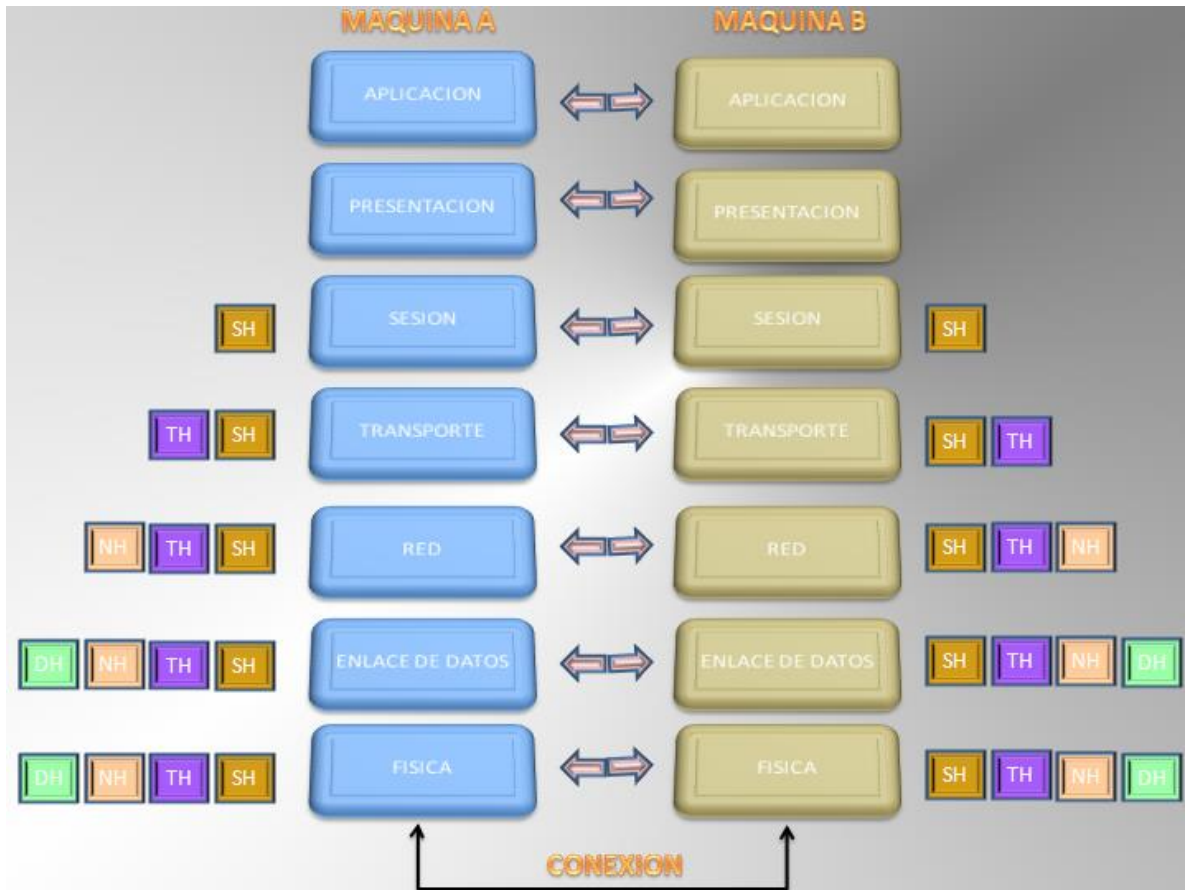 MAQUINA A MAQUINA B
APLICACION APLICACION
PRESENTACION PRESENTACION
SH SESION SESION SH
TH SH TRANSPORTE TRANSPORTE SH TH
NH TH SH RED RED SH TH NH
DH NH TH SH ENLACE DE DATOS ENLACE DE DATOS SH TH NH DH
DH NH TH SH FISICA FISICA SH TH NH DH
CONEXION